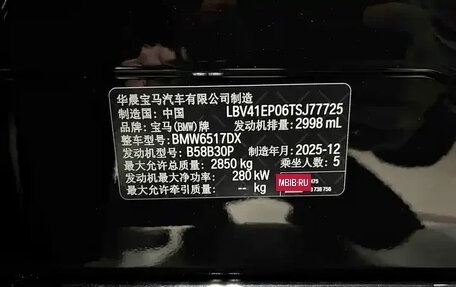 华晨宝马汽车有限公司制造
制造国：中国 LBV41EP06TSJ77725
品牌：宝马(BMW)牌 发动机排量：2998 mL
整车型号：BMW6517DX
发动机型号：B58B30P 制造年月：2025-12
最大允许总质量：2850 kg 乘坐人数：5
发动机最大净功率：280 kW
最大允许牵引质量：-- kg
MBIB·RU